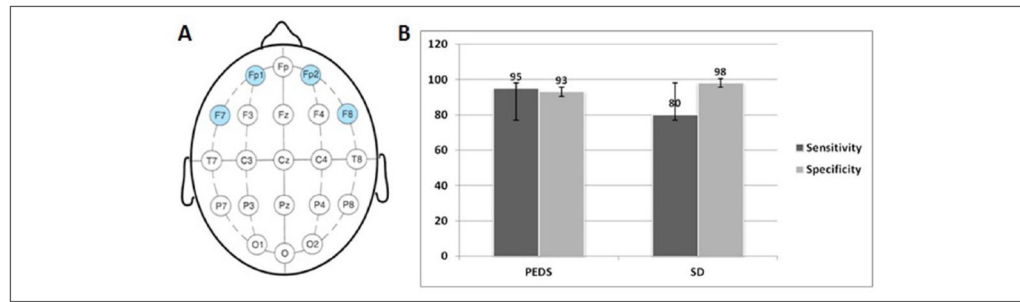 A
Fp
Fp1
Fp2
F7
F3
Fz
F4
F8
T7
C3
Cz
C4
T8
P7
P3
Pz
P4
P8
O1
O
O2
B
120
100
80
60
40
20
0
95
93
80
98
PEDS
SD
Sensitivity
Specificity